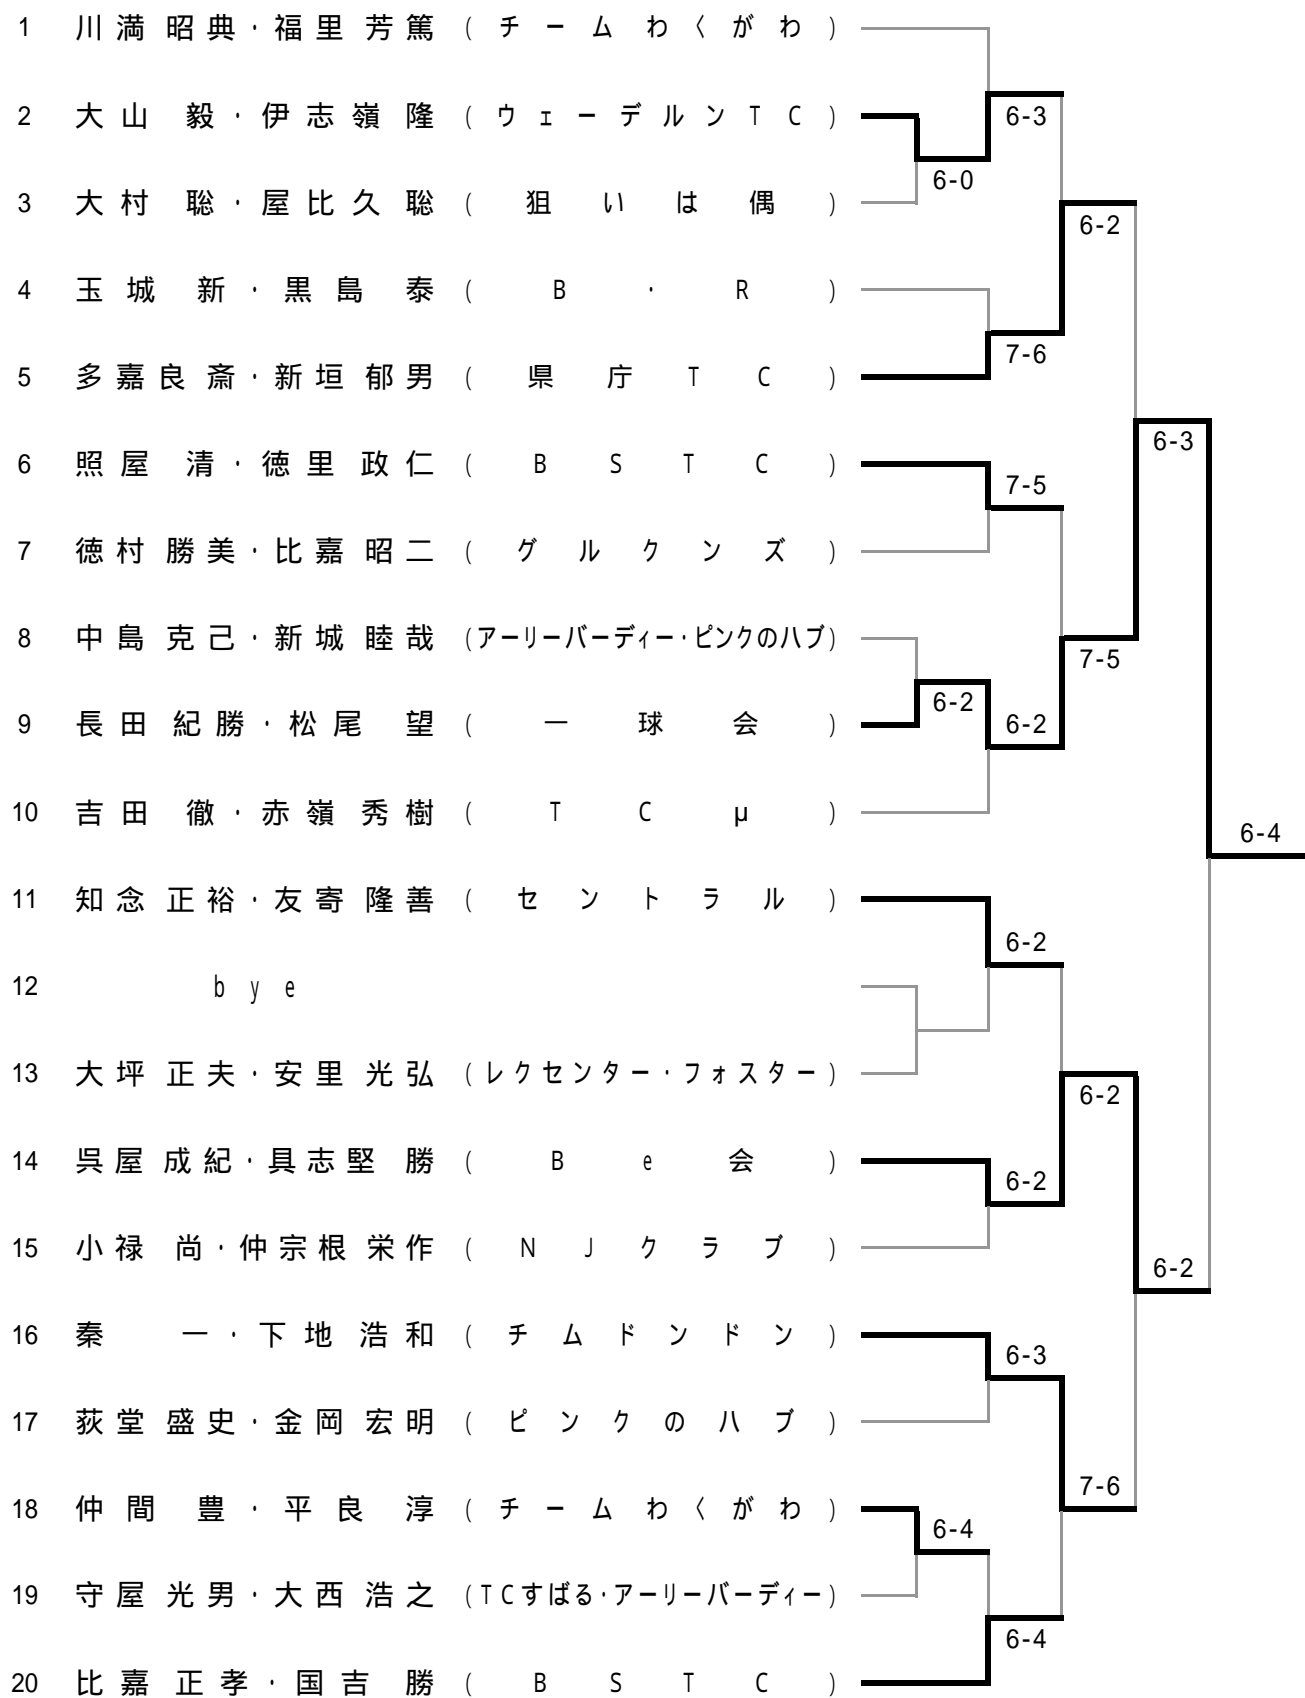 1 川満 昭典・福里 芳篤 (チームわくがわ)
6-3
2 大山 毅・伊志嶺 隆 (ウェーデルンTC)
6-0
3 大村 聡・屋比久 聡 (狙いは偶)
6-2
4 玉城 新・黒島 泰 (B・R)
7-6
5 多嘉良 斎・新垣 郁男 (県庁TC)
6-3
6 照屋 清・徳里 政仁 (BSTC)
7-5
7 徳村 勝美・比嘉 昭二 (グルクンズ)
8 中島 克己・新城 睦哉 (アーリーバーディー・ピンクのハブ)
7-5
6-2
9 長田 紀勝・松尾 望 (一球会)
6-2
10 吉田 徹・赤嶺 秀樹 (TCμ)
6-4
11 知念 正裕・友寄 隆善 (セントラル)
6-2
12 bye
13 大坪 正夫・安里 光弘 (レクセンター・フォスター)
6-2
14 呉屋 成紀・具志堅 勝 (Be会)
6-2
15 小禄 尚・仲宗根 栄作 (NJクラブ)
6-2
16 秦 一・下地 浩和 (チムドンドン)
6-3
17 荻堂 盛史・金岡 宏明 (ピンクのハブ)
7-6
18 仲間 豊・平良 淳 (チームわくがわ)
6-4
19 守屋 光男・大西 浩之 (TCすばる・アーリーバーディー)
6-4
20 比嘉 正孝・国吉 勝 (BSTC)